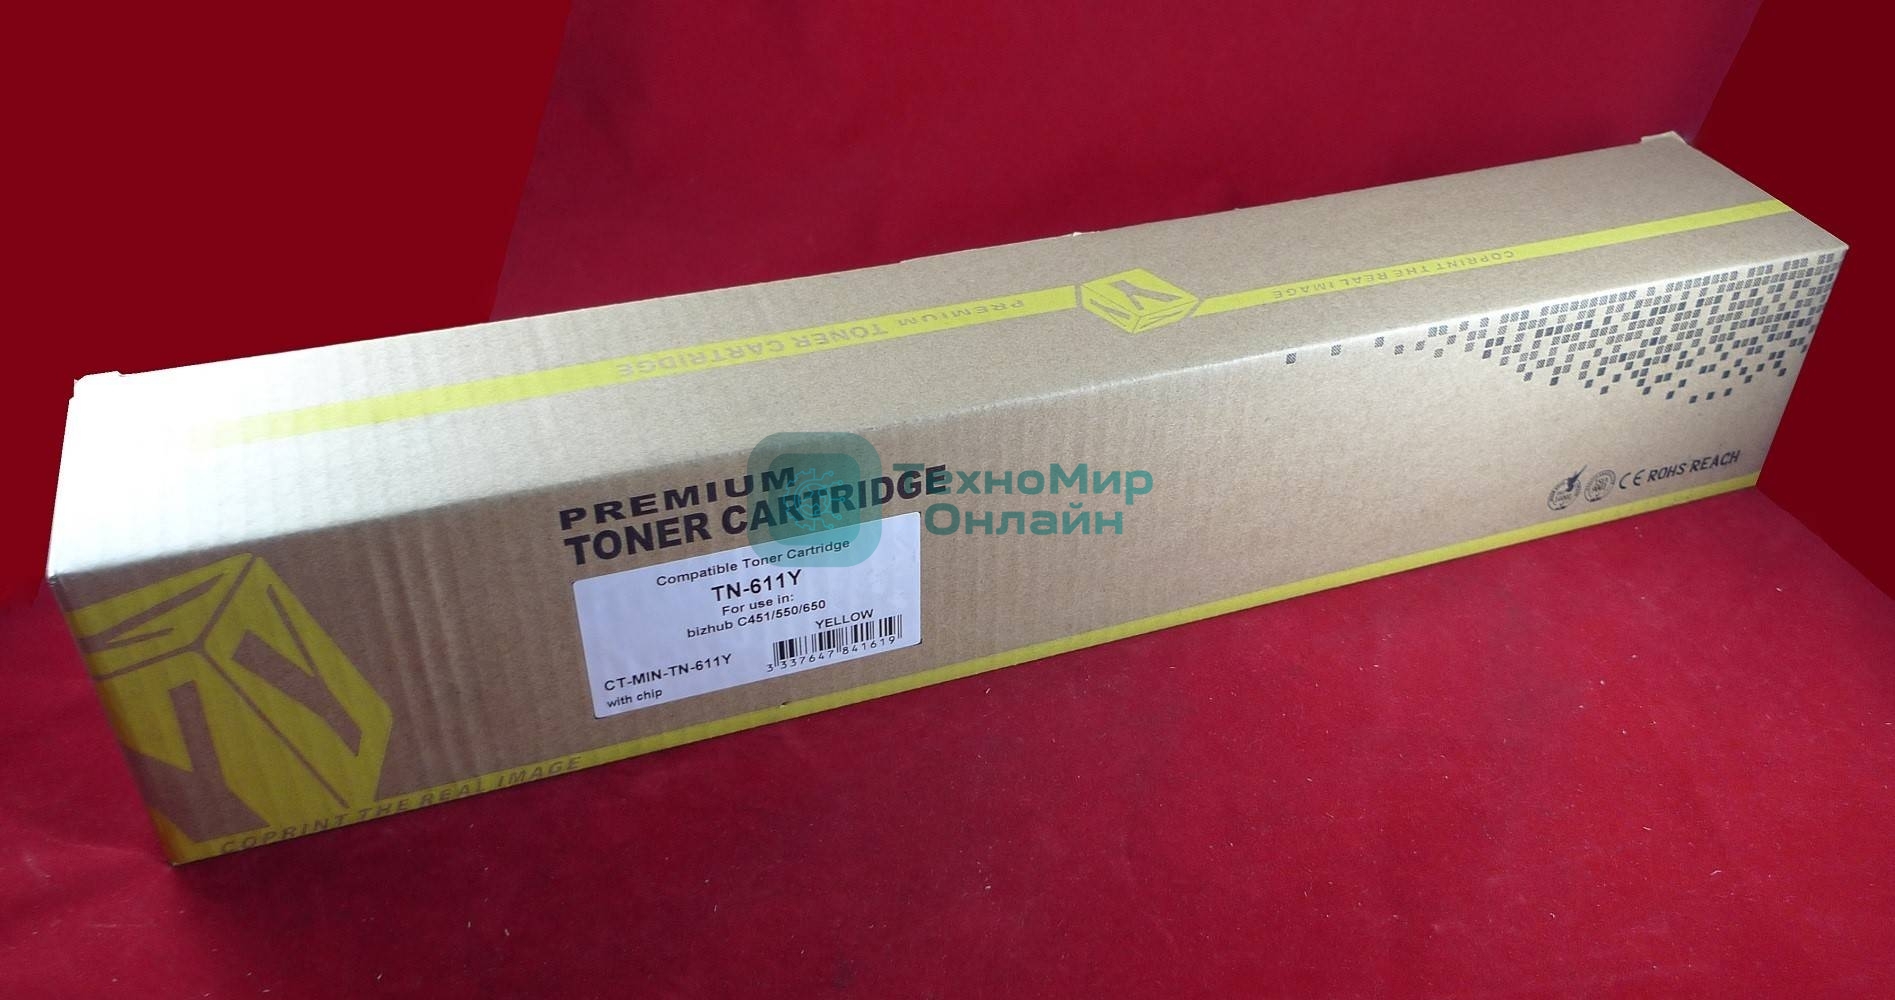 PREMIUM TONER CARTRIDGE
COPRINT THE REAL IMAGE
Y
PREMIUM
TONER CARTRIDGE
ТехноМир
Онлайн
Compatible Toner Cartridge
TN-611Y
For use in:
bizhub C451/550/650
YELLOW
3 337647 841619
CT-MIN-TN-611Y
with chip
CE ROHS REACH
Y
Y
COPRINT THE REAL IMAGE